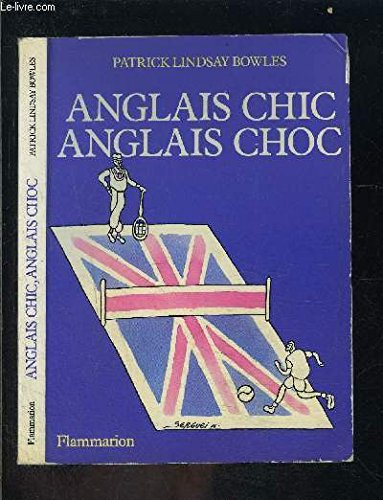 Le-livre.com
PATRICK LINDSAY BOWLES
ANGLAIS CHIC
ANGLAIS CHOC
Flammarion
PATRICK LINDSAY BOWLES
ANGLAIS CHIC, ANGLAIS CHOC
Flammarion